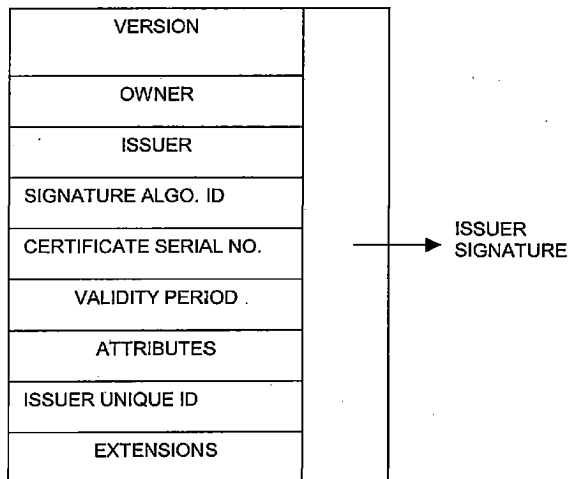 VERSION
OWNER
ISSUER
SIGNATURE ALGO. ID
CERTIFICATE SERIAL NO.
ISSUER
SIGNATURE
VALIDITY PERIOD
ATTRIBUTES
ISSUER UNIQUE ID
EXTENSIONS